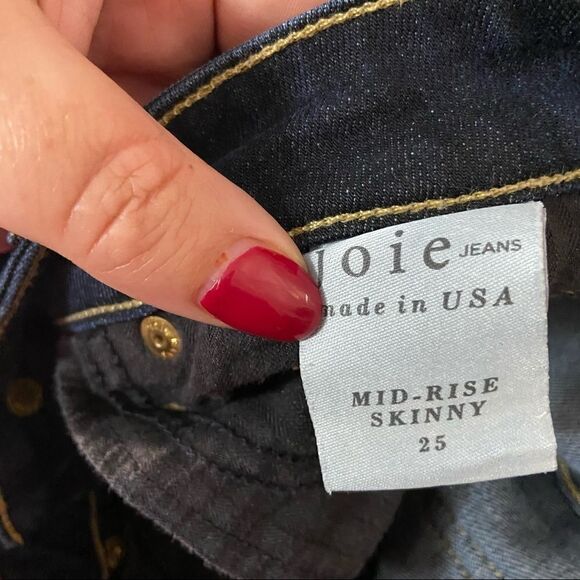 Joie JEANS
made in USA
MID-RISE
SKINNY
25